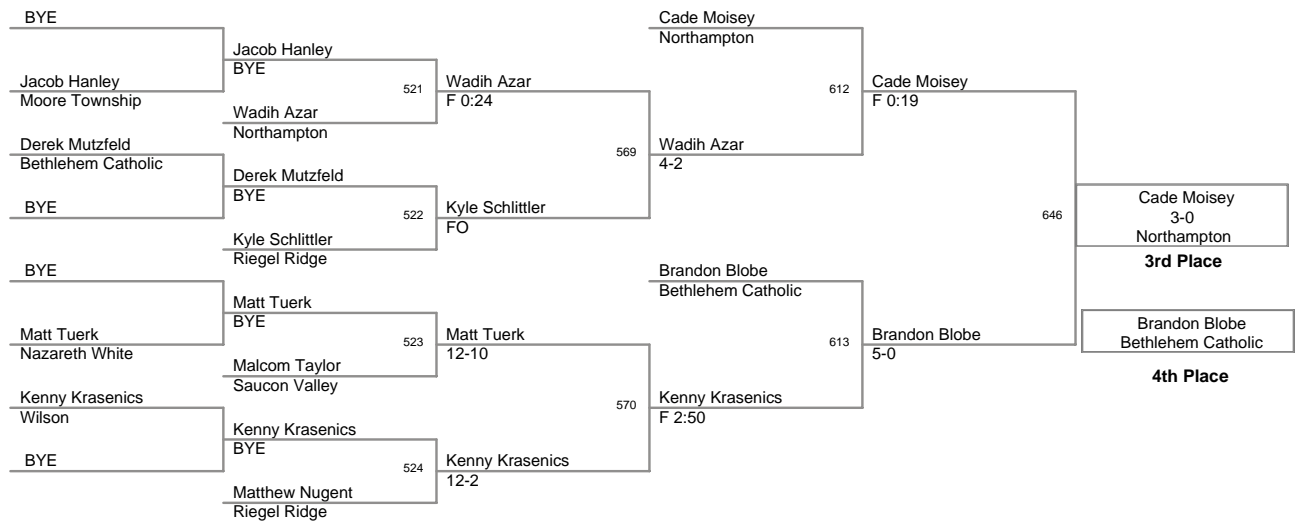 BYE
Jacob Hanley
Moore Township
Derek Mutzfeld
Bethlehem Catholic
BYE
BYE
Matt Tuerk
Nazareth White
Kenny Krasenics
Wilson
BYE
Jacob Hanley
BYE
521
Wadih Azar
Northampton
Derek Mutzfeld
BYE
522
Kyle Schlittler
Riegel Ridge
Matt Tuerk
BYE
523
Malcom Taylor
Saucon Valley
Kenny Krasenics
BYE
524
Matthew Nugent
Riegel Ridge
Wadih Azar
F 0:24
569
Kyle Schlittler
FO
Matt Tuerk
12-10
570
Kenny Krasenics
12-2
Cade Moisey
Northampton
612
Wadih Azar
4-2
Brandon Blobe
Bethlehem Catholic
613
Kenny Krasenics
F 2:50
Cade Moisey
F 0:19
646
Brandon Blobe
5-0
Cade Moisey
3-0
Northampton
3rd Place
Brandon Blobe
Bethlehem Catholic
4th Place